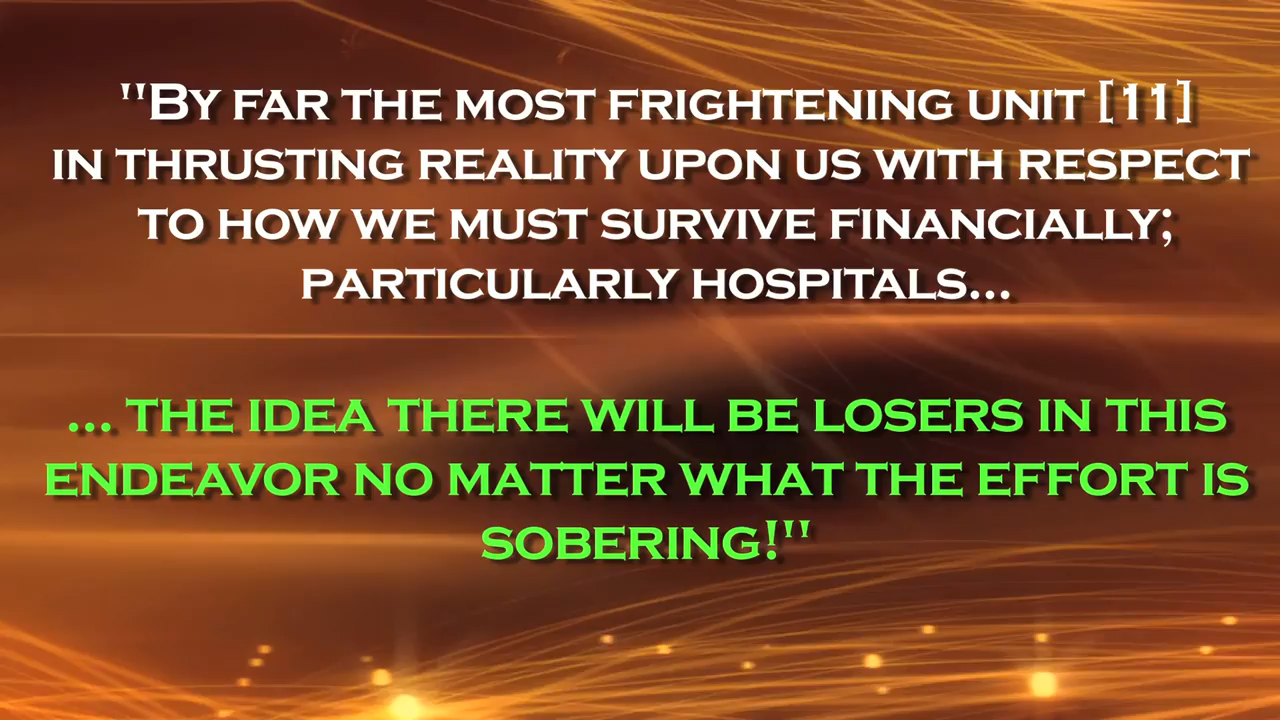 "By far the most frightening unit [11]
in thrusting reality upon us with respect
to how we must survive financially;
particularly hospitals...
... the idea there will be losers in this
endeavor no matter what the effort is
sobering!"